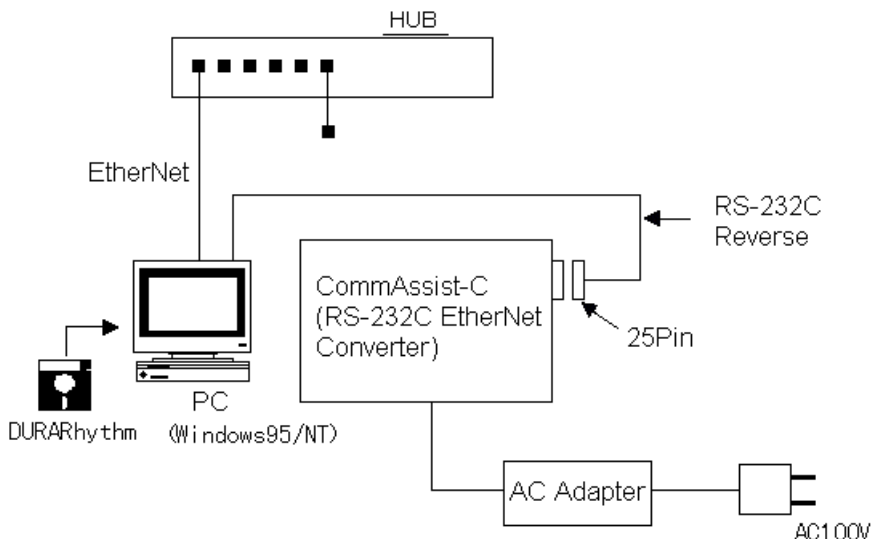 HUB
EtherNet
RS-232C
Reverse
CommAssist-C
(RS-232C EtherNet
Converter)
25Pin
PC
DURARhythm
(Windows95/NT)
AC Adapter
AC100V